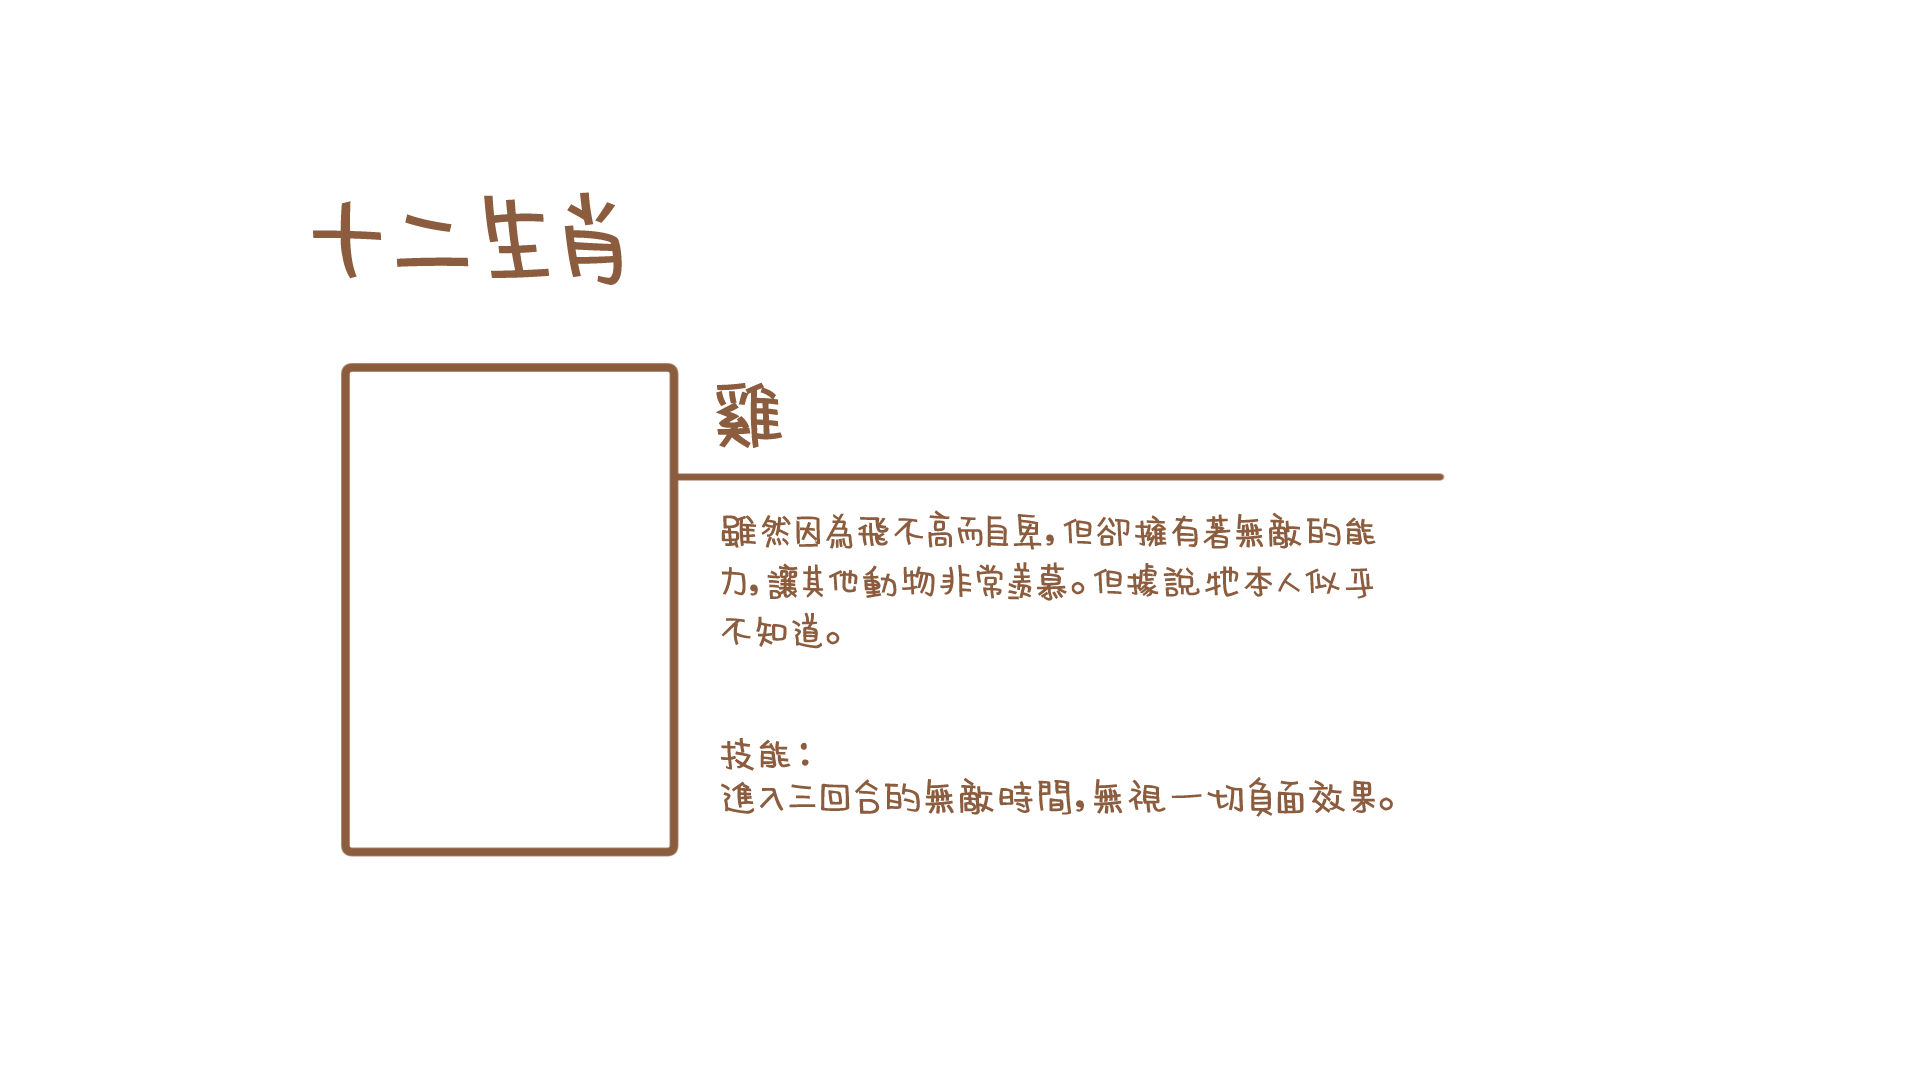 十二生肖
雞
雖然因為飛不高而自卑,但卻擁有著無敵的能
力,讓其他動物非常羨慕。但據說牠本人似乎
不知道。
技能：
進入三回合的無敵時間,無視一切負面效果。